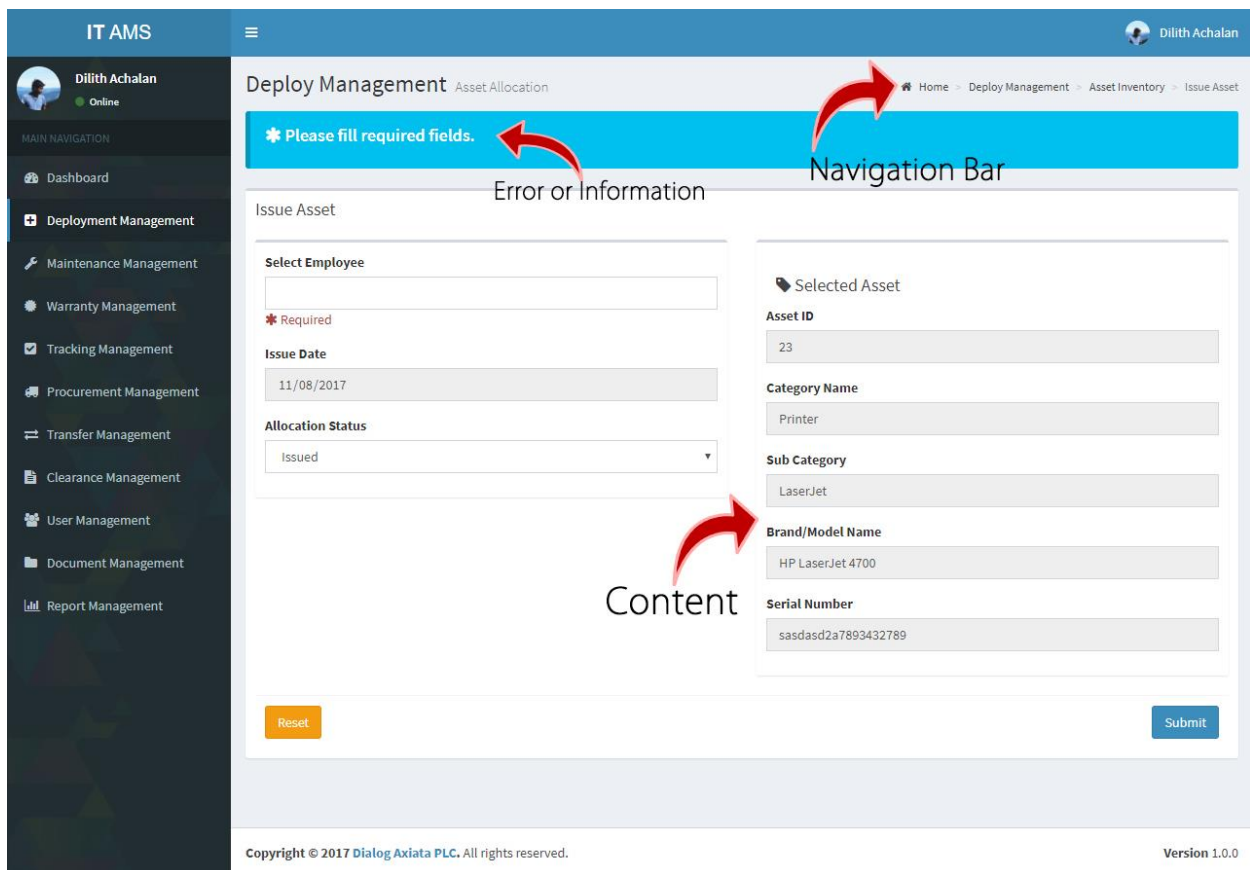 IT AMS
Dilith Achalan
Dilith Achalan
Online
MAIN NAVIGATION
Dashboard
Deployment Management
Maintenance Management
Warranty Management
Tracking Management
Procurement Management
Transfer Management
Clearance Management
User Management
Document Management
Report Management
Deploy Management Asset Allocation
Home > Deploy Management > Asset Inventory > Issue Asset
✱ Please fill required fields.
Error or Information
Navigation Bar
Issue Asset
Select Employee
✱ Required
Issue Date
11/08/2017
Allocation Status
Issued
Selected Asset
Asset ID
23
Category Name
Printer
Sub Category
LaserJet
Brand/Model Name
HP LaserJet 4700
Content
Serial Number
sasdasd2a7893432789
Reset
Submit
Copyright © 2017 Dialog Axiata PLC. All rights reserved.
Version 1.0.0